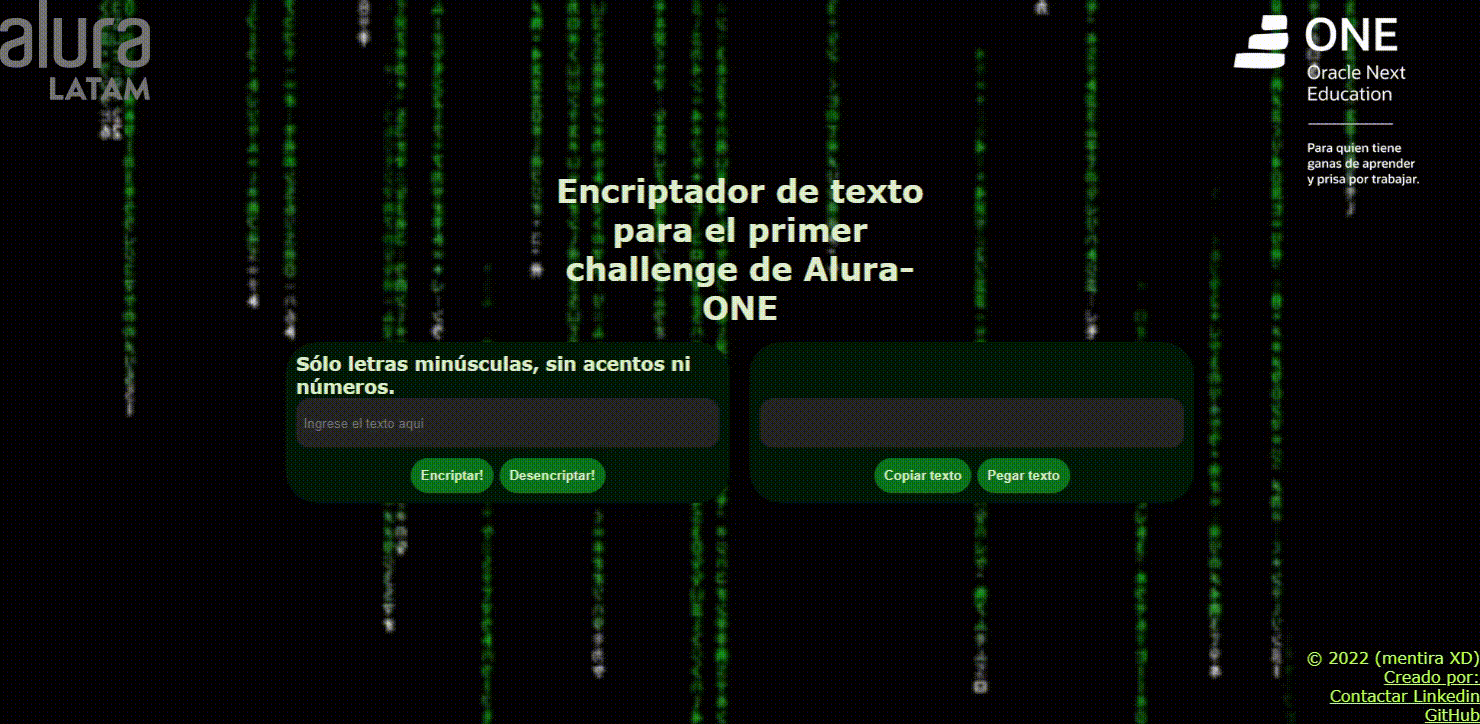 alura
LATAM
ONE
Oracle Next
Education
Para quien tiene
ganas de aprender
y prisa por trabajar.
Encriptador de texto
para el primer
challenge de Alura-
ONE
Sólo letras minúsculas, sin acentos ni
números.
Ingrese el texto aquí
Encriptar!
Desencriptar!
Copiar texto
Pegar texto
© 2022 (mentira XD)
Creado por:
Contactar Linkedin
GitHub